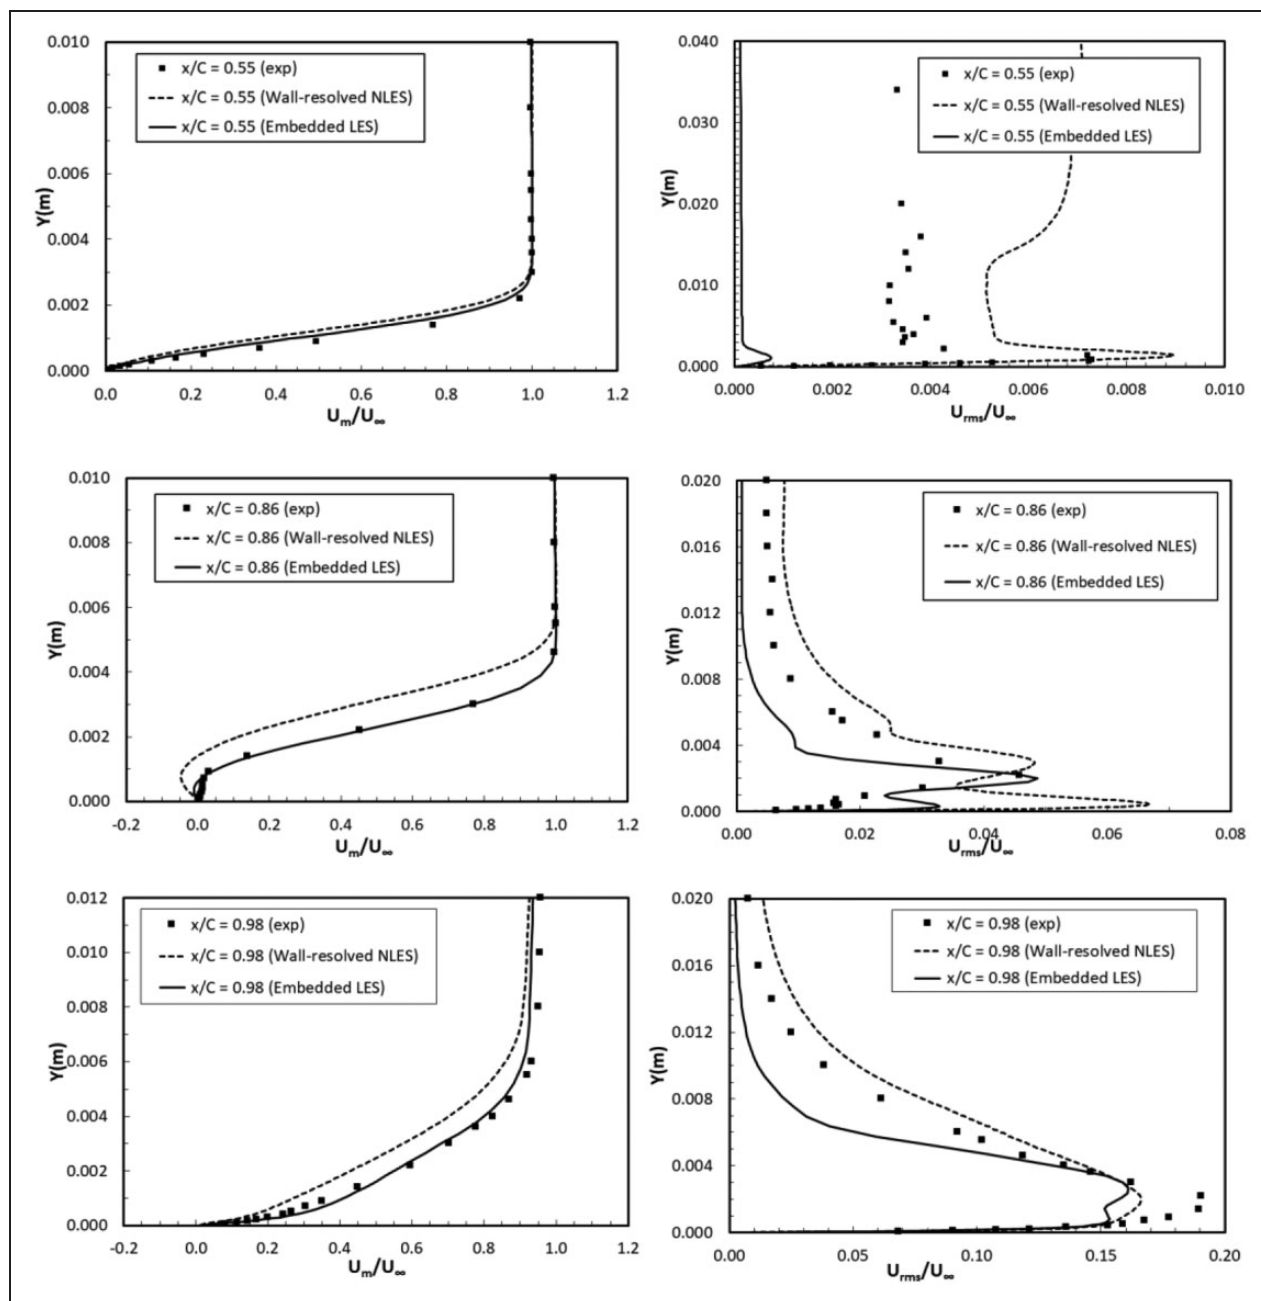 0.010
0.008
0.006
0.004
0.002
0.000
Y(m)
x/C = 0.55 (exp)
x/C = 0.55 (Wall-resolved NLES)
x/C = 0.55 (Embedded LES)
0.0 0.2 0.4 0.6 0.8 1.0 1.2
Um/U∞
0.040
0.030
0.020
0.010
0.000
Y(m)
x/C = 0.55 (exp)
x/C = 0.55 (Wall-resolved NLES)
x/C = 0.55 (Embedded LES)
0.000 0.002 0.004 0.006 0.008 0.010
Urms/U∞
0.010
0.008
0.006
0.004
0.002
0.000
Y(m)
x/C = 0.86 (exp)
x/C = 0.86 (Wall-resolved NLES)
x/C = 0.86 (Embedded LES)
-0.2 0.0 0.2 0.4 0.6 0.8 1.0 1.2
Um/U∞
0.020
0.016
0.012
0.008
0.004
0.000
Y(m)
x/C = 0.86 (exp)
x/C = 0.86 (Wall-resolved NLES)
x/C = 0.86 (Embedded LES)
0.00 0.02 0.04 0.06 0.08
Urms/U∞
0.012
0.010
0.008
0.006
0.004
0.002
0.000
Y(m)
x/C = 0.98 (exp)
x/C = 0.98 (Wall-resolved NLES)
x/C = 0.98 (Embedded LES)
-0.2 0.0 0.2 0.4 0.6 0.8 1.0 1.2
Um/U∞
0.020
0.016
0.012
0.008
0.004
0.000
Y(m)
x/C = 0.98 (exp)
x/C = 0.98 (Wall-resolved NLES)
x/C = 0.98 (Embedded LES)
0.00 0.05 0.10 0.15 0.20
Urms/U∞